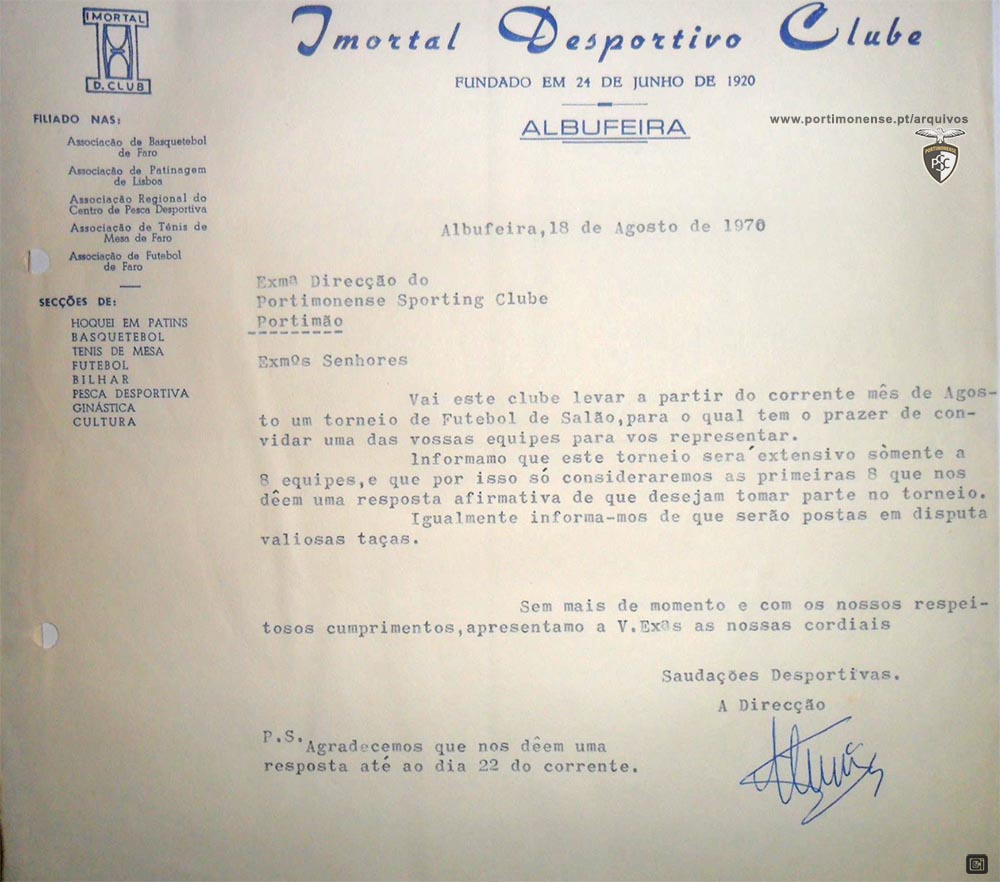 IMORTAL
D. CLUB
Imortal Desportivo Clube
FUNDADO EM 24 DE JUNHO DE 1920
ALBUFEIRA
www.portimonense.pt/arquivos
PORTIMONENSE
PSC
FILIADO NAS:
Associação de Basquetebol
de Faro
Associação de Patinagem
de Lisboa
Associação Regional do
Centro de Pesca Desportiva
Associação de Ténis de
Mesa de Faro
Associação de Futebol
de Faro
SECÇÕES DE:
HOQUEI EM PATINS
BASQUETEBOL
TENIS DE MESA
FUTEBOL
BILHAR
PESCA DESPORTIVA
GINÁSTICA
CULTURA
Albufeira,18 de Agosto de 1970
Exmª Direcção do
Portimonense Sporting Clube
Portimão
Exmºs Senhores
Vai este clube levar a partir do corrente mês de Agos-
to um torneio de Futebol de Salão,para o qual tem o prazer de con-
vidar uma das vossas equipes para vos representar.
Informamo que este torneio será extensivo sòmente a
8 equipes,e que por isso só consideraremos as primeiras 8 que nos
dêem uma resposta afirmativa de que desejam tomar parte no torneio.
Igualmente informa-mos de que serão postas em disputa
valiosas taças.
Sem mais de momento e com os nossos respei-
tosos cumprimentos,apresentamo a V.Exªs as nossas cordiais
Saudações Desportivas.
A Direcção
P.S. Agradecemos que nos dêem uma
resposta até ao dia 22 do corrente.